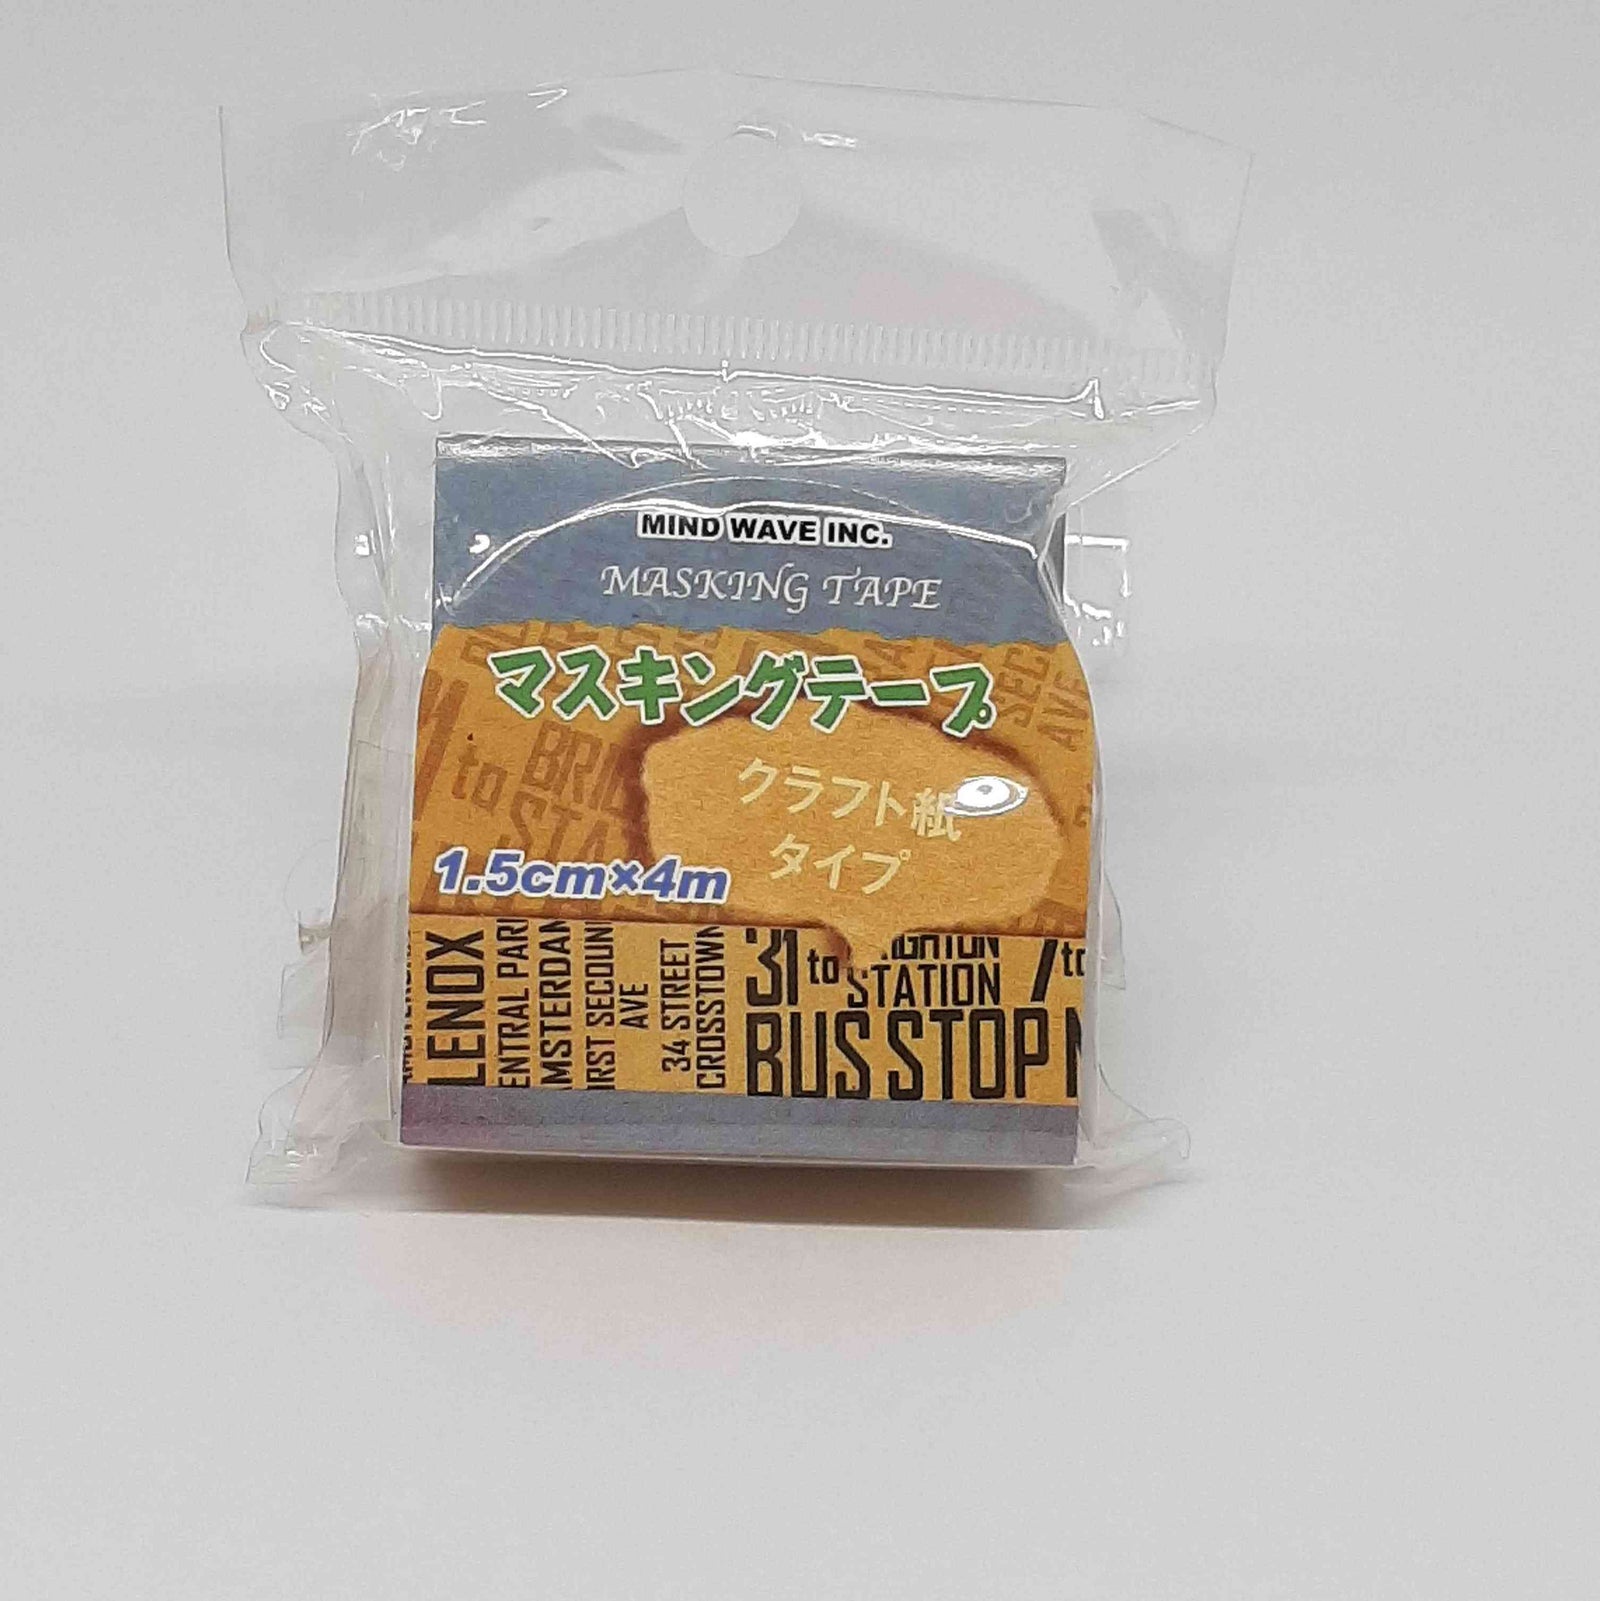 MIND WAVE INC.
MASKING TAPE
マスキングテープ
クラフト紙
タイプ
1.5cm×4m
to
LENOX
ENTRAL PAR
MSTERDAM
IRST SECOUN
AVE
34 STREET
CROSSTOWN
31 to
STATION
7 to
BUS STOP